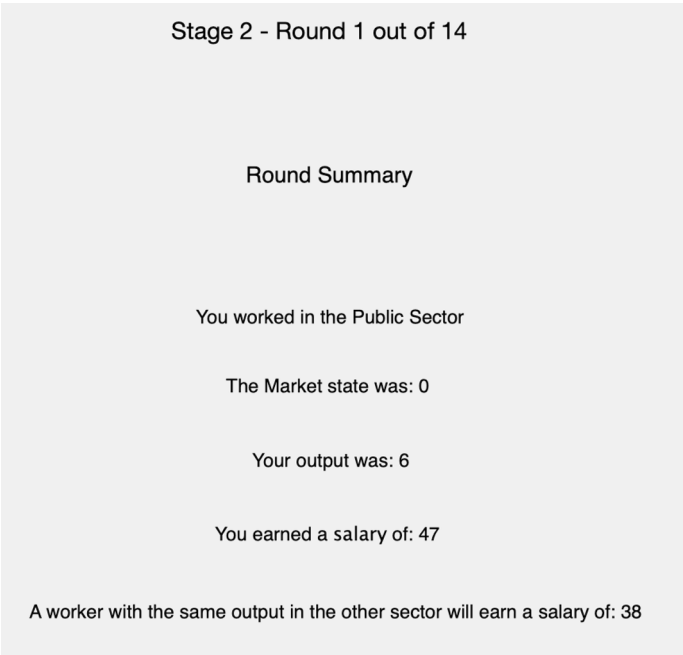 Stage 2 - Round 1 out of 14
Round Summary
You worked in the Public Sector
The Market state was: 0
Your output was: 6
You earned a salary of: 47
A worker with the same output in the other sector will earn a salary of: 38